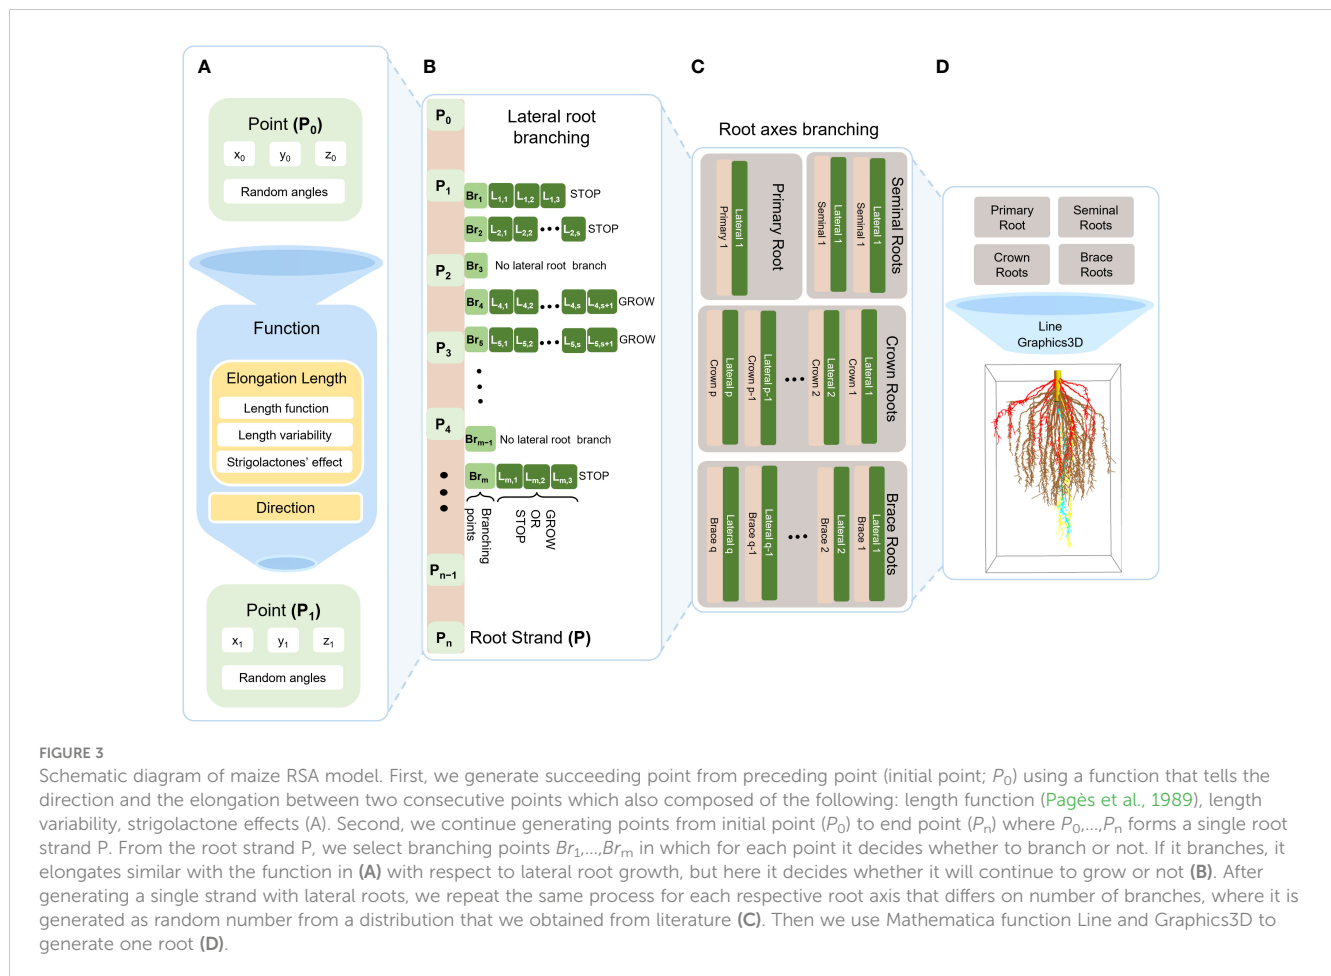 A
Point (P0)
x0 y0 z0
Random angles
Function
Elongation Length
Length function
Length variability
Strigolactones' effect
Direction
Point (P1)
x1 y1 z1
Random angles
B
Lateral root
branching
P0
P1
P2
P3
P4
Pn−1
Pn
Br1 L1,1 L1,2 L1,3 STOP
Br2 L2,1 L2,2 ••• L2,s STOP
Br3 No lateral root branch
Br4 L4,1 L4,2 ••• L4,s L4,s+1 GROW
Br5 L5,1 L5,2 ••• L5,s L5,s+1 GROW
Brm−1 No lateral root branch
Brm Lm,1 Lm,2 Lm,3 STOP
Branching
points
GROW
OR
STOP
Root Strand (P)
C
Root axes branching
Primary Root
Lateral 1
Primary 1
Seminal Roots
Lateral 1
Seminal 1
Lateral 1
Seminal 1
Crown Roots
Lateral 1
Crown 1
Lateral 2
Crown 2
•••
Lateral p-1
Crown p-1
Lateral p
Crown p
Brace Roots
Lateral 1
Brace 1
Lateral 2
Brace 2
•••
Lateral q-1
Brace q-1
Lateral q
Brace q
D
Primary
Root
Seminal
Roots
Crown
Roots
Brace
Roots
Line
Graphics3D
FIGURE 3
Schematic diagram of maize RSA model. First, we generate succeeding point from preceding point (initial point; P0) using a function that tells the
direction and the elongation between two consecutive points which also composed of the following: length function (Pagès et al., 1989), length
variability, strigolactone effects (A). Second, we continue generating points from initial point (P0) to end point (Pn) where P0,...,Pn forms a single root
strand P. From the root strand P, we select branching points Br1,...,Brm in which for each point it decides whether to branch or not. If it branches, it
elongates similar with the function in (A) with respect to lateral root growth, but here it decides whether it will continue to grow or not (B). After
generating a single strand with lateral roots, we repeat the same process for each respective root axis that differs on number of branches, where it is
generated as random number from a distribution that we obtained from literature (C). Then we use Mathematica function Line and Graphics3D to
generate one root (D).